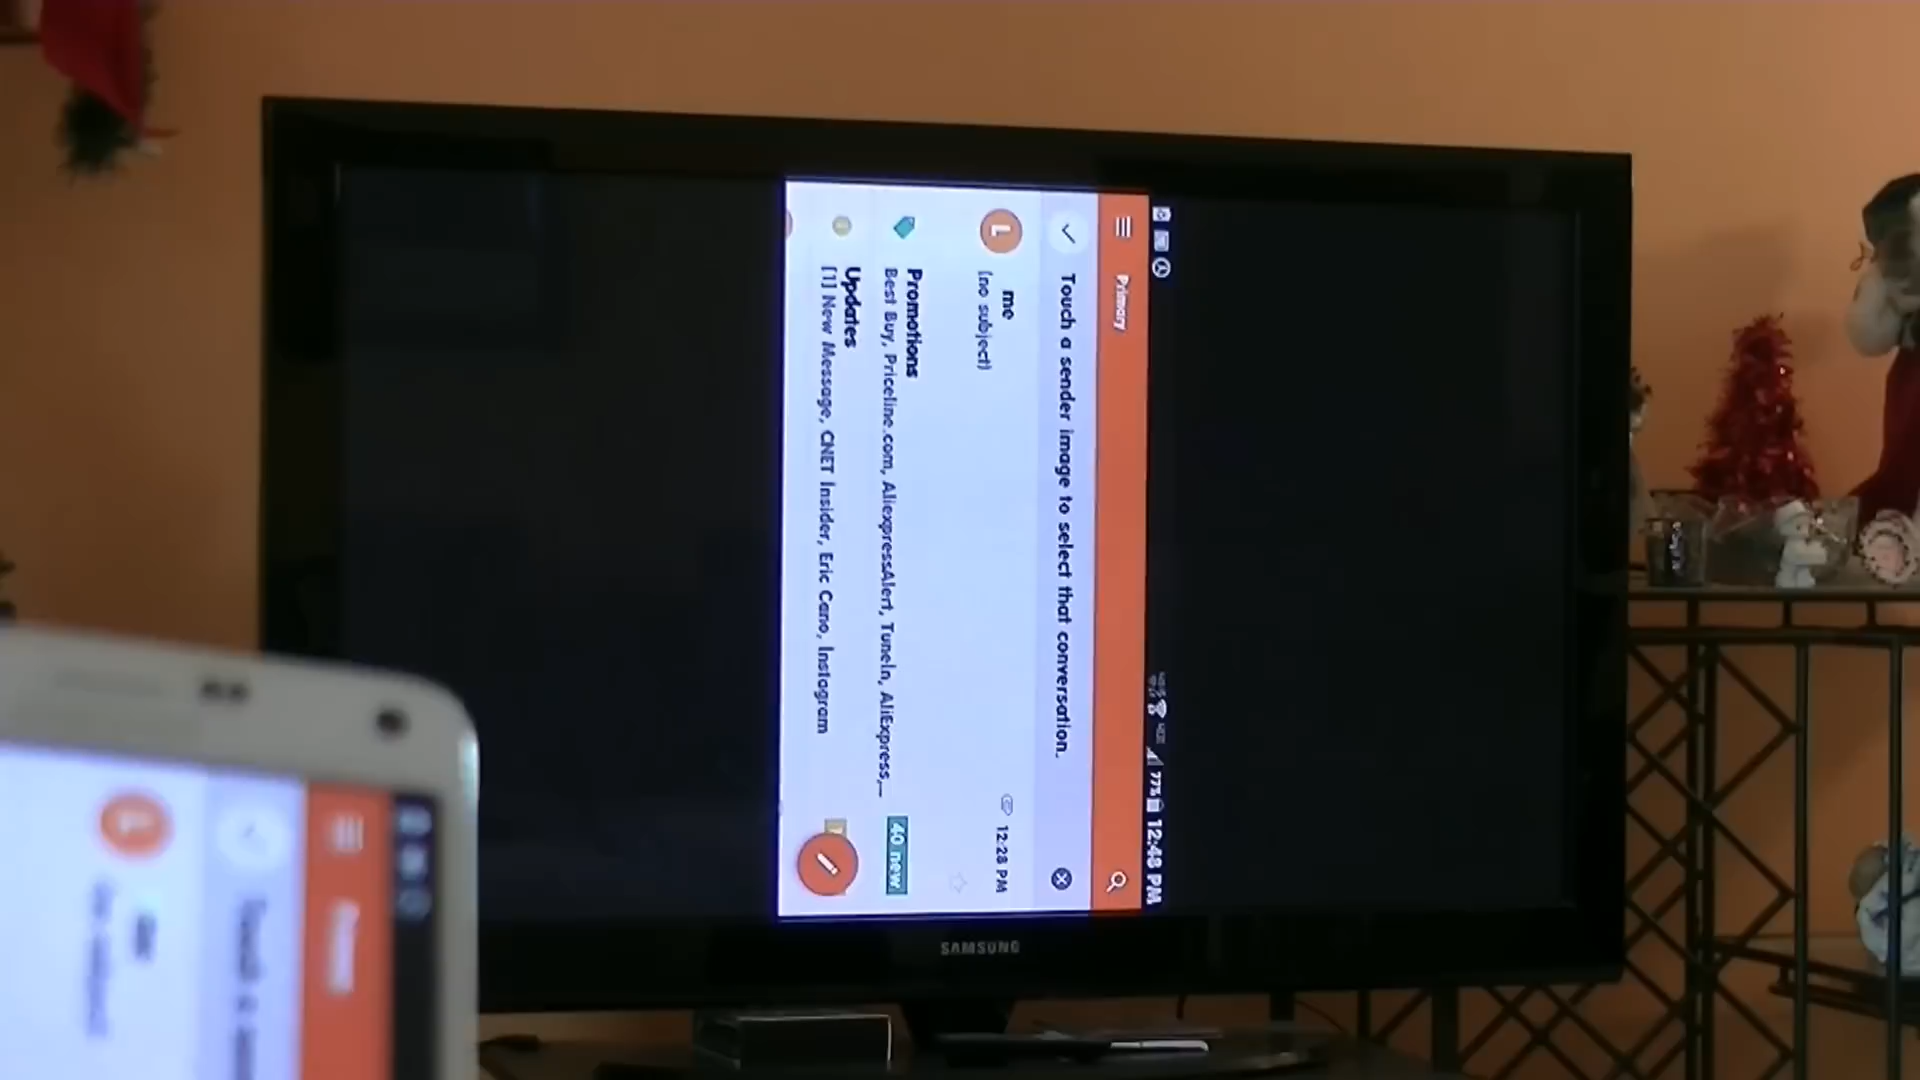 77% 12:48 PM
Primary
Touch a sender image to select that conversation.
L
me 12:28 PM
(no subject)
Promotions
Best Buy, Priceline.com, AliexpressAlert, TuneIn, AliExpress,... 40 new
Updates
[1] New Message, CNET Insider, Eric Cano, Instagram
SAMSUNG